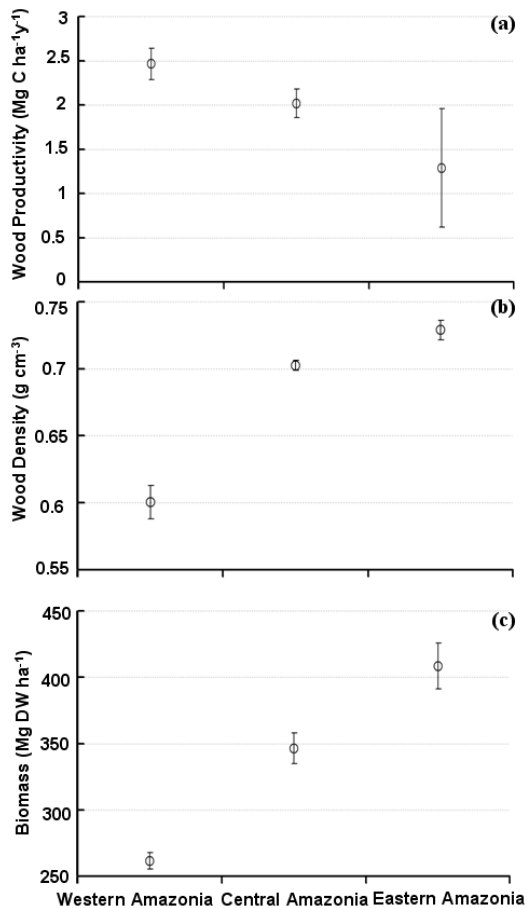 (a)
Wood Productivity (Mg C ha-1y-1)
3
2.5
2
1.5
1
0.5
0
(b)
Wood Density (g cm-3)
0.75
0.7
0.65
0.6
0.55
(c)
Biomass (Mg DW ha-1)
450
400
350
300
250
Western Amazonia Central Amazonia Eastern Amazonia